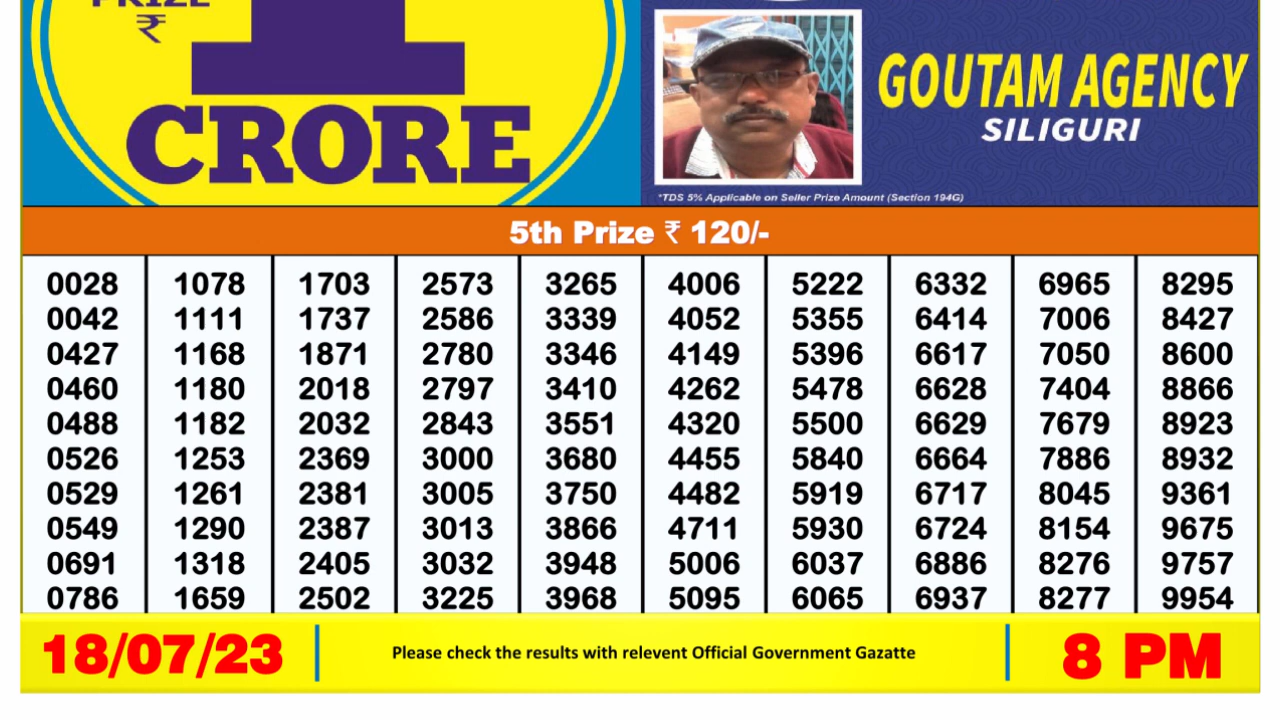 PRIZE
₹
1
CRORE
GOUTAM AGENCY
SILIGURI
*TDS 5% Applicable on Seller Prize Amount (Section 194G)
5th Prize ₹ 120/-
0028 1078 1703 2573 3265 4006 5222 6332 6965 8295
0042 1111 1737 2586 3339 4052 5355 6414 7006 8427
0427 1168 1871 2780 3346 4149 5396 6617 7050 8600
0460 1180 2018 2797 3410 4262 5478 6628 7404 8866
0488 1182 2032 2843 3551 4320 5500 6629 7679 8923
0526 1253 2369 3000 3680 4455 5840 6664 7886 8932
0529 1261 2381 3005 3750 4482 5919 6717 8045 9361
0549 1290 2387 3013 3866 4711 5930 6724 8154 9675
0691 1318 2405 3032 3948 5006 6037 6886 8276 9757
0786 1659 2502 3225 3968 5095 6065 6937 8277 9954
18/07/23
Please check the results with relevent Official Government Gazatte
8 PM